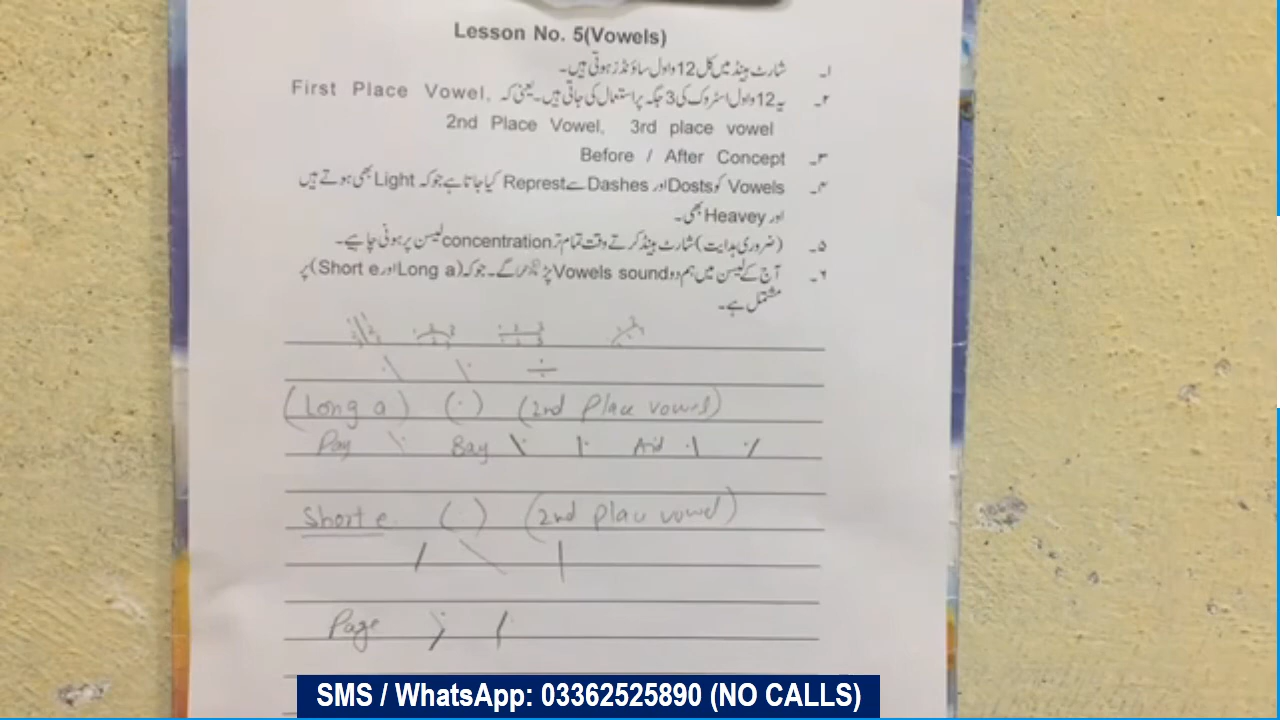 Lesson No. 5(Vowels)
۱۔ شارٹ ہینڈ میں کل 12 واول ساؤنڈز ہوتی ہیں۔
۲۔ یہ 12 واول اسٹروک کی 3 جگہ پر استعمال کی جاتی ہیں۔ یعنی کہ First Place Vowel,
2nd Place Vowel, 3rd place vowel
۳۔ Before / After Concept
۴۔ Vowels کو Dosts اور Dashes سے Represt کیا جاتا ہے جو کہ Light بھی ہوتے ہیں
اور Heavey بھی۔
۵۔ (ضروری ہدایت) شارٹ ہینڈ کرتے وقت تمام تر concentration لیسن پر ہونی چاہیے۔
۶۔ آج کے لیسن میں ہم دو Vowels sound پڑھیں گے۔ جو کہ (Long a اور Short e) پر
مشتمل ہے۔
(Long a) (.) (2nd Place vowel)
Pay Bay Aid
Short e (.) (2nd place vowel)
Page
SMS / WhatsApp: 03362525890 (NO CALLS)